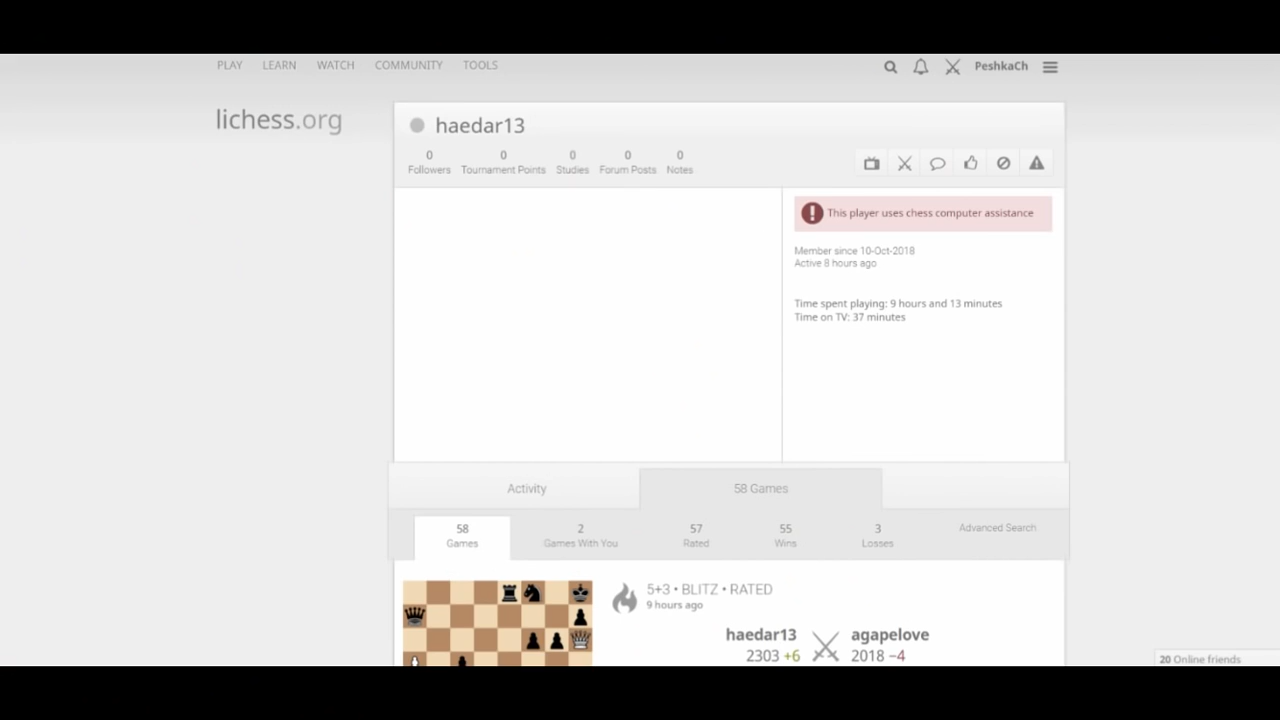 PLAY LEARN WATCH COMMUNITY TOOLS PeshkaCh
lichess.org
haedar13
0 0 0 0 0
Followers Tournament Points Studies Forum Posts Notes
This player uses chess computer assistance
Member since 10-Oct-2018
Active 8 hours ago
Time spent playing: 9 hours and 13 minutes
Time on TV: 37 minutes
Activity 58 Games
58 2 57 55 3
Games Games With You Rated Wins Losses Advanced Search
5+3 • BLITZ • RATED
9 hours ago
haedar13 agapelove
2303 +6 2018 −4
20 Online friends